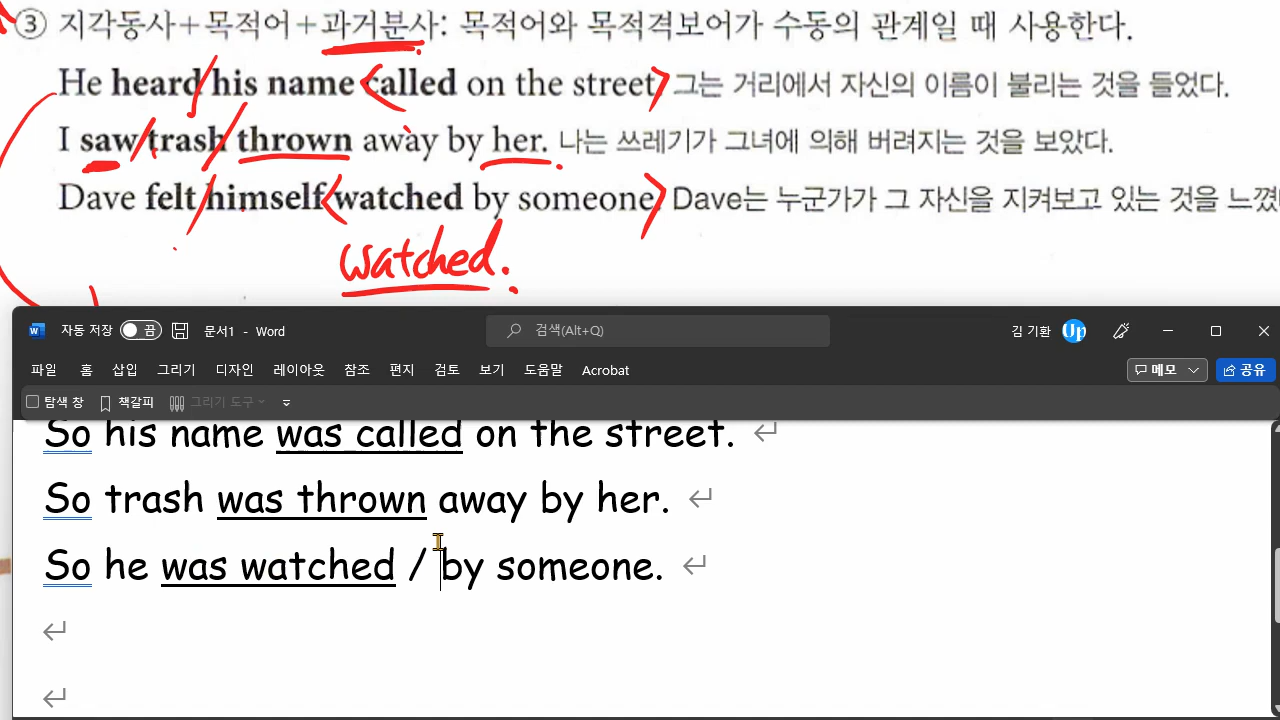 ③ 지각동사+목적어+과거분사: 목적어와 목적격보어가 수동의 관계일 때 사용한다.
He heard his name called on the street. 그는 거리에서 자신의 이름이 불리는 것을 들었다.
I saw trash thrown away by her. 나는 쓰레기가 그녀에 의해 버려지는 것을 보았다.
Dave felt himself watched by someone. Dave는 누군가가 그 자신을 지켜보고 있는 것을 느꼈
watched.
자동 저장 끔 문서1 - Word 검색(Alt+Q) 김 기환 Up
파일 홈 삽입 그리기 디자인 레이아웃 참조 편지 검토 보기 도움말 Acrobat 메모 공유
탐색 창 책갈피 그리기 도구
So his name was called on the street.
So trash was thrown away by her.
So he was watched / by someone.